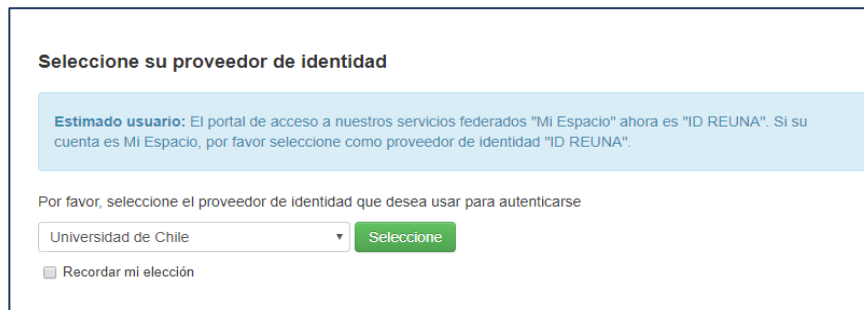 Seleccione su proveedor de identidad
Estimado usuario: El portal de acceso a nuestros servicios federados "Mi Espacio" ahora es "ID REUNA". Si su
cuenta es Mi Espacio, por favor seleccione como proveedor de identidad "ID REUNA".
Por favor, seleccione el proveedor de identidad que desea usar para autenticarse
Universidad de Chile Seleccione
Recordar mi elección